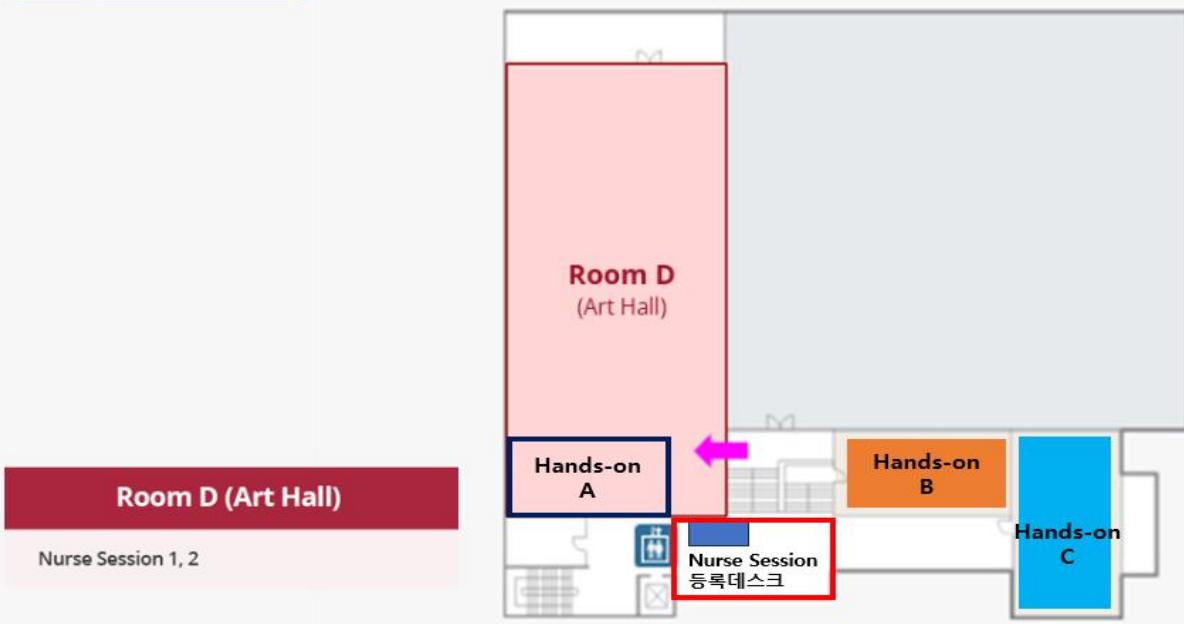 Room D
(Art Hall)
Hands-on
A
Hands-on
B
Hands-on
C
Nurse Session
등록데스크
Room D (Art Hall)
Nurse Session 1, 2